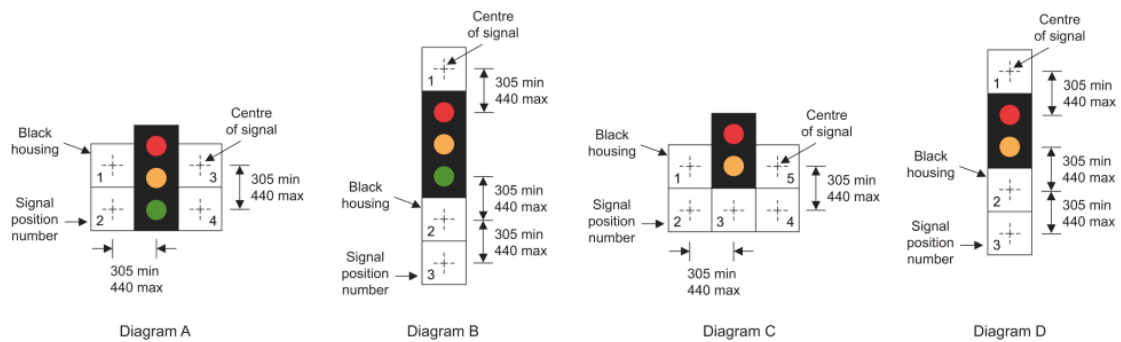 Centre
of signal
Black
housing
1
3
2
4
Signal
position
number
305 min
440 max
305 min
440 max
Diagram A
Centre
of signal
1
305 min
440 max
Black
housing
305 min
440 max
2
305 min
440 max
Signal
position
number
3
Diagram B
Centre
of signal
Black
housing
1
5
305 min
440 max
Signal
position
number
2
3
4
305 min
440 max
Diagram C
Centre
of signal
1
305 min
440 max
Black
housing
305 min
440 max
2
305 min
440 max
Signal
position
number
3
Diagram D